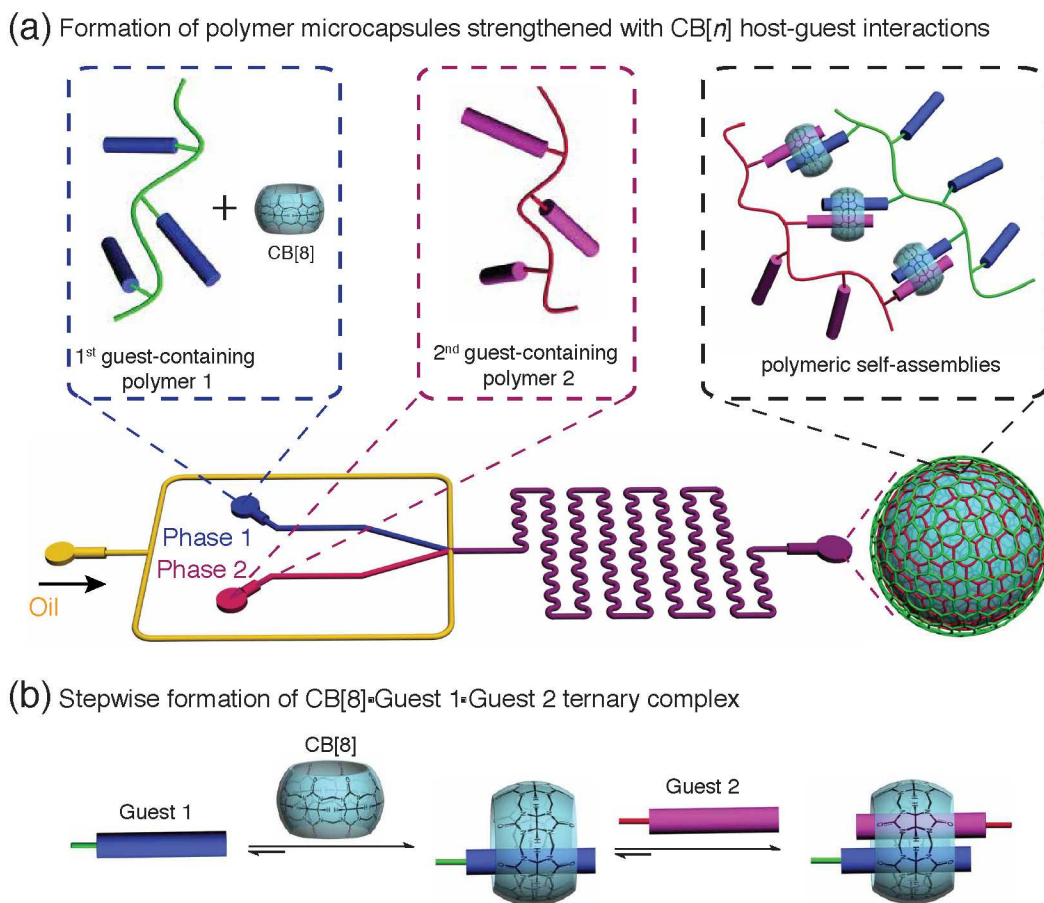 (a) Formation of polymer microcapsules strengthened with CB[n] host-guest interactions
+
CB[8]
1st guest-containing
polymer 1
2nd guest-containing
polymer 2
polymeric self-assemblies
Phase 1
Phase 2
Oil
(b) Stepwise formation of CB[8]▪Guest 1▪Guest 2 ternary complex
CB[8]
Guest 1
Guest 2